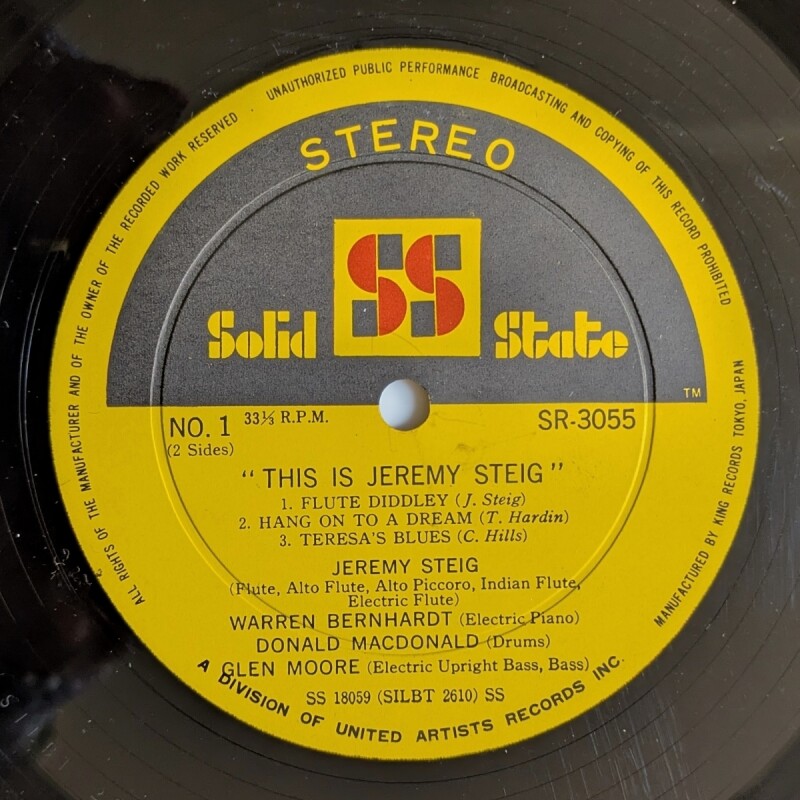 UNAUTHORIZED PUBLIC PERFORMANCE BROADCASTING AND COPYING OF THIS RECORD PROHIBITED
ALL RIGHTS OF THE MANUFACTURER AND OF THE OWNER OF THE RECORDED WORK RESERVED
STEREO
SS
Solid State
TM
NO. 1 33⅓ R.P.M. SR-3055
(2 Sides)
"THIS IS JEREMY STEIG"
1. FLUTE DIDDLEY (J. Steig)
2. HANG ON TO A DREAM (T. Hardin)
3. TERESA'S BLUES (C. Hills)
JEREMY STEIG
(Flute, Alto Flute, Alto Piccoro, Indian Flute,
Electric Flute)
WARREN BERNHARDT (Electric Piano)
DONALD MACDONALD (Drums)
GLEN MOORE (Electric Upright Bass, Bass)
SS 18059 (SILBT 2610) SS
A DIVISION OF UNITED ARTISTS RECORDS INC.
MANUFACTURED BY KING RECORDS TOKYO, JAPAN